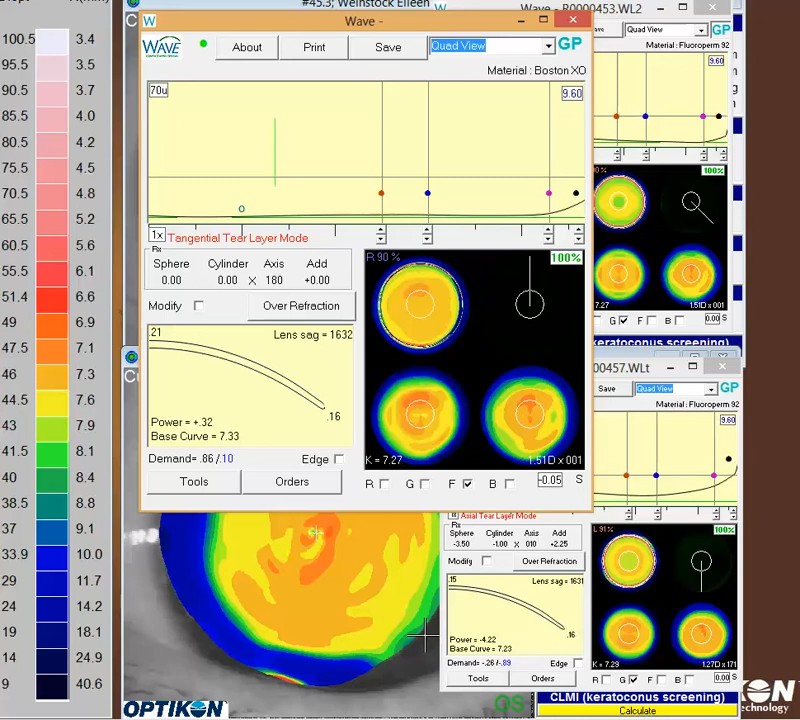 #45.3; Weinstock Eileen
Wave - R0000453.WL2
Wave -
WAVE
About
Print
Save
Quad View
GP
Quad View
GP
Material : Boston XO
Material: Fluoroperm 92
70u
9.60
9.60
1x
Tangential Tear Layer Mode
Rx
Sphere
Cylinder
Axis
Add
0.00
0.00
X
180
+0.00
Modify
Over Refraction
R 90 %
100%
100%
.21
Lens sag = 1632
.16
Power = +.32
Base Curve = 7.33
K = 7.27
1.51D x 001
7.27
1.51D x 001
Demand= .86 /.10
Edge
Tools
Orders
R
G
F
B
-0.05
S
G
F
B
0.00
S
keratoconus screening)
00457.WLt
Save
Quad View
GP
Material: Fluoroperm 92
9.60
Axial Tear Layer Mode
Rx
Sphere
Cylinder
Axis
Add
-3.50
-1.00
X
010
+2.25
Modify
Over Refraction
L 91%
100%
.15
Lens sag = 1631
.16
Power = -4.22
Base Curve = 7.23
K = 7.29
1.27D x 171
Demand= -.26 /-.89
Edge
Tools
Orders
R
G
F
B
0.00
S
OPTIKON
OS
CLMI (keratoconus screening)
Calculate
KON
technology
100.5 3.4
95.5 3.5
90.5 3.7
85.5 4.0
80.5 4.2
75.5 4.5
70.5 4.8
65.5 5.2
60.5 5.6
55.5 6.1
51.4 6.6
49 6.9
47.5 7.1
46 7.3
44.5 7.6
43 7.9
41.5 8.1
40 8.4
38.5 8.8
37 9.1
33.9 10.0
29 11.7
24 14.2
19 18.1
14 24.9
9 40.6